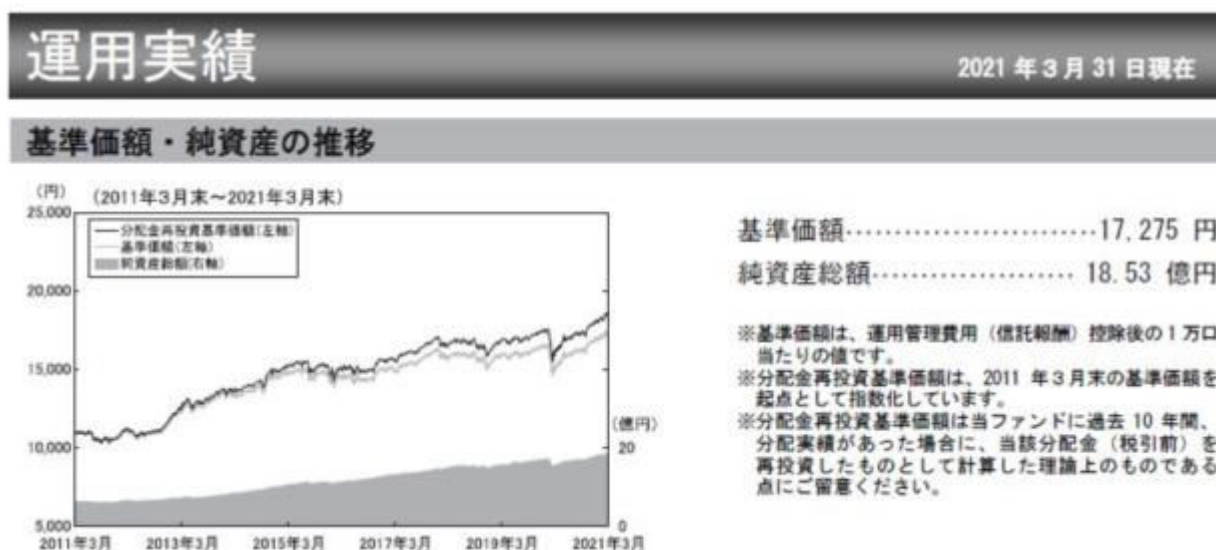 運用実績
2021 年 3 月 31 日現在
基準価額・純資産の推移
(円)
(2011年3月末~2021年3月末)
25,000
分配金再投資基準価額(左軸)
基準価額(左軸)
純資産総額(右軸)
20,000
15,000
(億円)
10,000
20
5,000
0
2011年3月
2013年3月
2015年3月
2017年3月
2019年3月
2021年3月
基準価額‥‥‥‥‥‥‥‥‥‥‥‥‥17,275 円
純資産総額‥‥‥‥‥‥‥‥‥‥ 18.53 億円
※基準価額は、運用管理費用(信託報酬)控除後の1万口
当たりの値です。
※分配金再投資基準価額は、2011 年3月末の基準価額を
起点として指数化しています。
※分配金再投資基準価額は当ファンドに過去 10 年間、
分配実績があった場合に、当該分配金(税引前)を
再投資したものとして計算した理論上のものである
点にご留意ください。